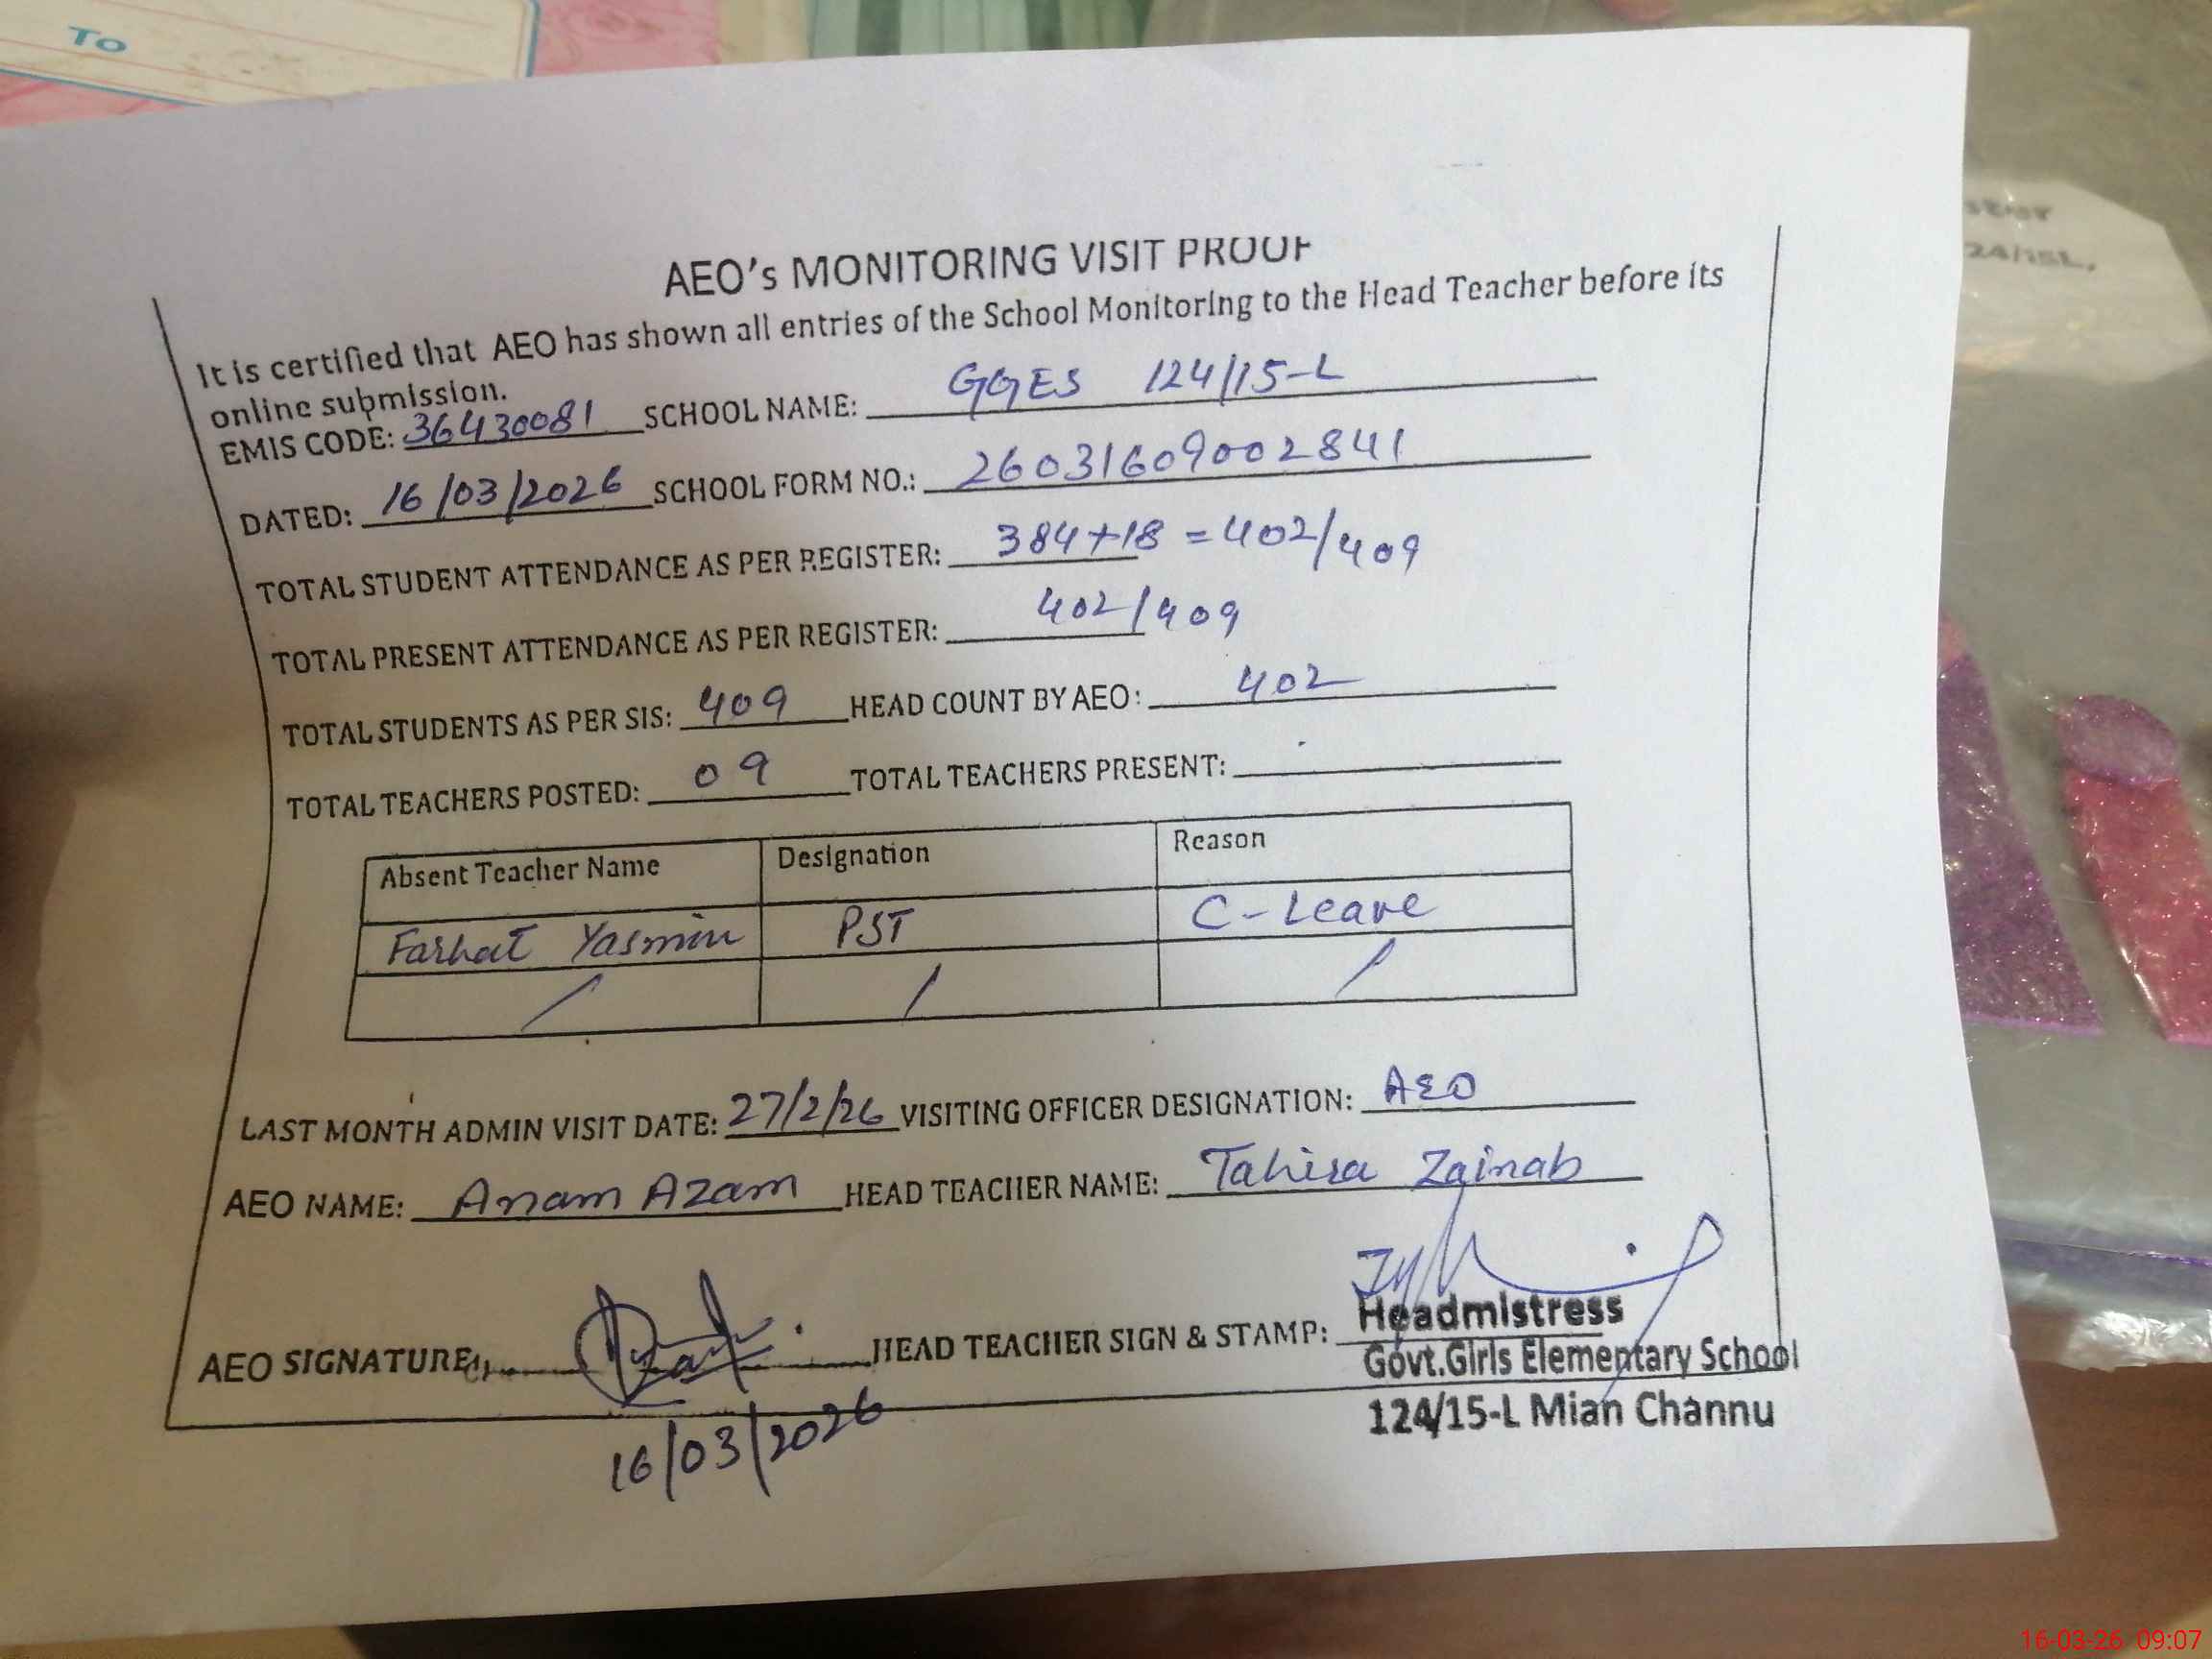 To
AEO's MONITORING VISIT PROOF
It is certified that AEO has shown all entries of the School Monitoring to the Head Teacher before its
online submission.
EMIS CODE: 36430081 SCHOOL NAME: GGES 124/15-L
DATED: 16/03/2026 SCHOOL FORM NO.: 260316090028 41
TOTAL STUDENT ATTENDANCE AS PER REGISTER: 384+18 = 402/409
TOTAL PRESENT ATTENDANCE AS PER REGISTER: 402/409
TOTAL STUDENTS AS PER SIS: 409 HEAD COUNT BY AEO: 402
TOTAL TEACHERS POSTED: 09 TOTAL TEACHERS PRESENT:
Absent Teacher Name Designation Reason
Farhat Yasmin PST C-Leave
LAST MONTH ADMIN VISIT DATE: 27/2/26 VISITING OFFICER DESIGNATION: AEO
AEO NAME: Anam Azam HEAD TEACHER NAME: Tahira Zainab
AEO SIGNATURE: HEAD TEACHER SIGN & STAMP: Headmistress
Govt.Girls Elementary School
124/15-L Mian Channu
16/03/2026
16-03-26 09:07